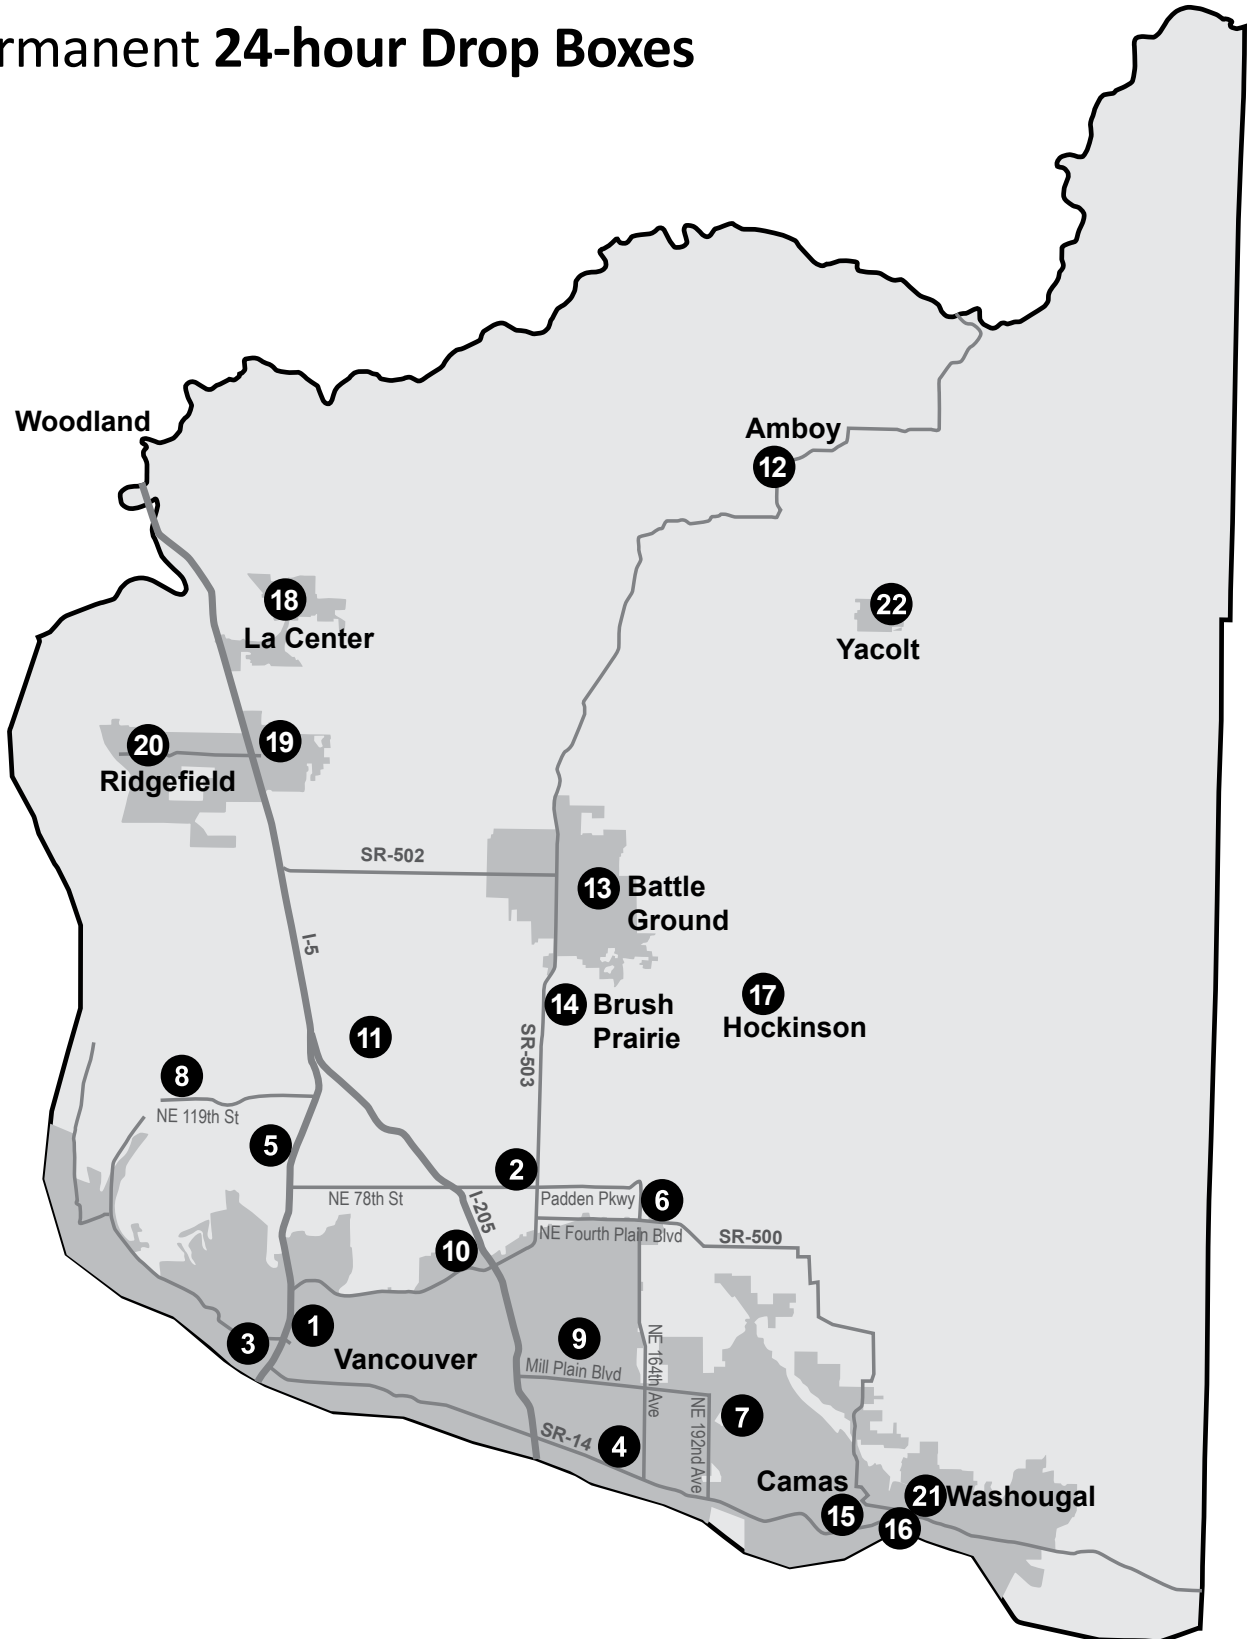 rmanent 24-hour Drop Boxes
Woodland
Amboy
12
18
La Center
22
Yacolt
20
19
Ridgefield
SR-502
13
Battle
Ground
I-5
14
Brush
Prairie
17
Hockinson
11
SR-503
8
NE 119th St
5
2
NE 78th St
I-205
Padden Pkwy
6
NE Fourth Plain Blvd
SR-500
10
3
1
Vancouver
9
Mill Plain Blvd
NE 164th Ave
NE 192nd Ave
7
SR-14
4
Camas
15
21
Washougal
16